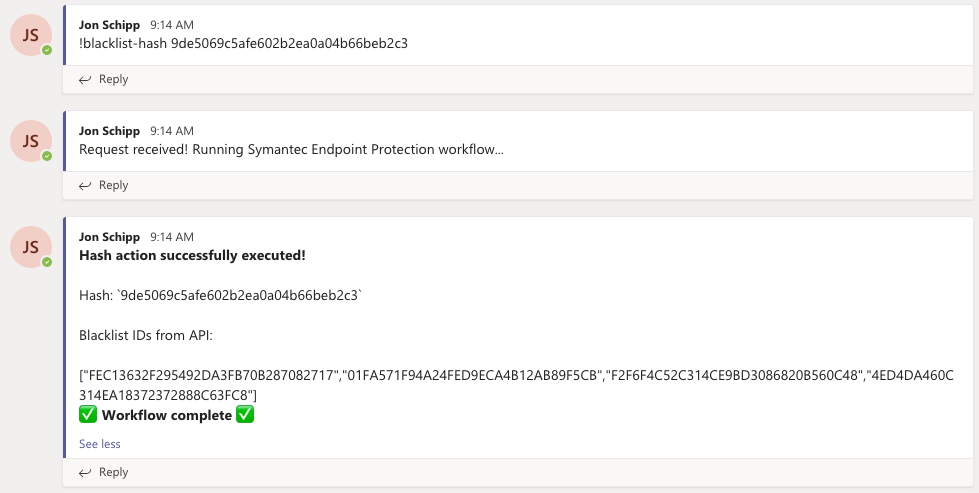 JS
Jon Schipp 9:14 AM
!blacklist-hash 9de5069c5afe602b2ea0a04b66beb2c3
Reply
JS
Jon Schipp 9:14 AM
Request received! Running Symantec Endpoint Protection workflow...
Reply
JS
Jon Schipp 9:14 AM
Hash action successfully executed!
Hash: `9de5069c5afe602b2ea0a04b66beb2c3`
Blacklist IDs from API:
["FEC13632F295492DA3FB70B287082717","01FA571F94A24FED9ECA4B12AB89F5CB","F2F6F4C52C314CE9BD3086820B560C48","4ED4DA460C
314EA18372372888C63FC8"]
✅ Workflow complete ✅
See less
Reply